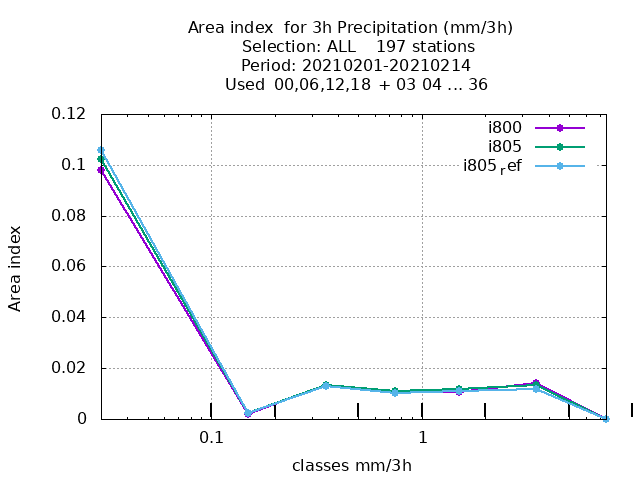 Area index  for 3h Precipitation (mm/3h)
Selection: ALL    197 stations
Period: 20210201-20210214
Used  00,06,12,18  + 03 04 ... 36
0.12
0.1
0.08
0.06
0.04
0.02
0
Area index
i800
i805
i805ref
0.1
1
classes mm/3h